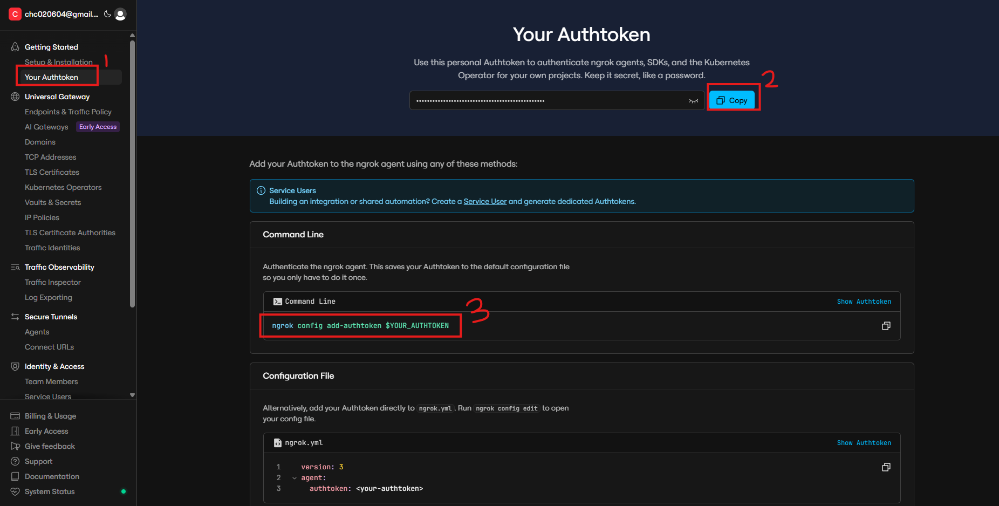 C chc020604@gmail....
Getting Started
Setup & Installation
1
Your Authtoken
Universal Gateway
Endpoints & Traffic Policy
AI Gateways Early Access
Domains
TCP Addresses
TLS Certificates
Kubernetes Operators
Vaults & Secrets
IP Policies
TLS Certificate Authorities
Traffic Identities
Traffic Observability
Traffic Inspector
Log Exporting
Secure Tunnels
Agents
Connect URLs
Identity & Access
Team Members
Service Users
Billing & Usage
Early Access
Give feedback
Support
Documentation
System Status
Your Authtoken
Use this personal Authtoken to authenticate ngrok agents, SDKs, and the Kubernetes
Operator for your own projects. Keep it secret, like a password.
2
Copy
Add your Authtoken to the ngrok agent using any of these methods:
Service Users
Building an integration or shared automation? Create a Service User and generate dedicated Authtokens.
Command Line
Authenticate the ngrok agent. This saves your Authtoken to the default configuration file
so you only have to do it once.
Command Line
Show Authtoken
3
ngrok config add-authtoken $YOUR_AUTHTOKEN
Configuration File
Alternatively, add your Authtoken directly to ngrok.yml. Run ngrok config edit to open
your config file.
ngrok.yml
Show Authtoken
1 version: 3
2 agent:
3 authtoken: <your-authtoken>